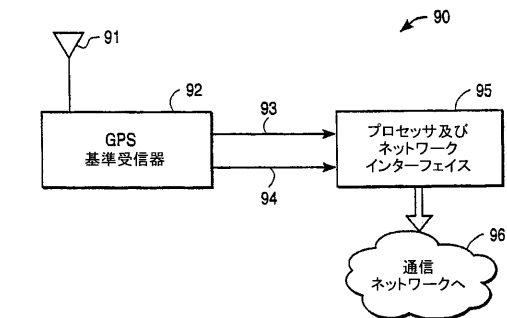 90
91
92
GPS
基準受信器
93
94
95
プロセッサ及び
ネットワーク
インターフェイス
96
通信
ネットワークへ